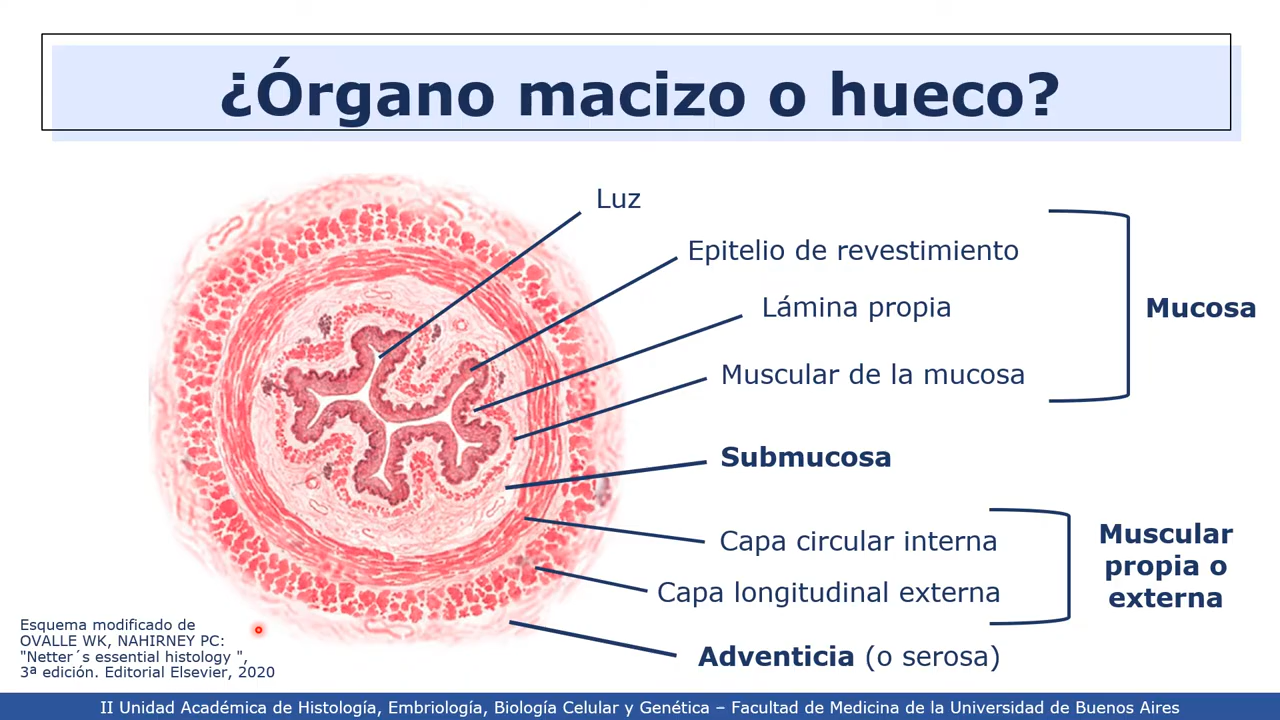 ¿Órgano macizo o hueco?
Luz
Epitelio de revestimiento
Lámina propia
Muscular de la mucosa
Mucosa
Submucosa
Capa circular interna
Capa longitudinal externa
Muscular
propia o
externa
Adventicia (o serosa)
Esquema modificado de
OVALLE WK, NAHIRNEY PC:
"Netter´s essential histology ",
3ª edición. Editorial Elsevier, 2020
II Unidad Académica de Histología, Embriología, Biología Celular y Genética – Facultad de Medicina de la Universidad de Buenos Aires